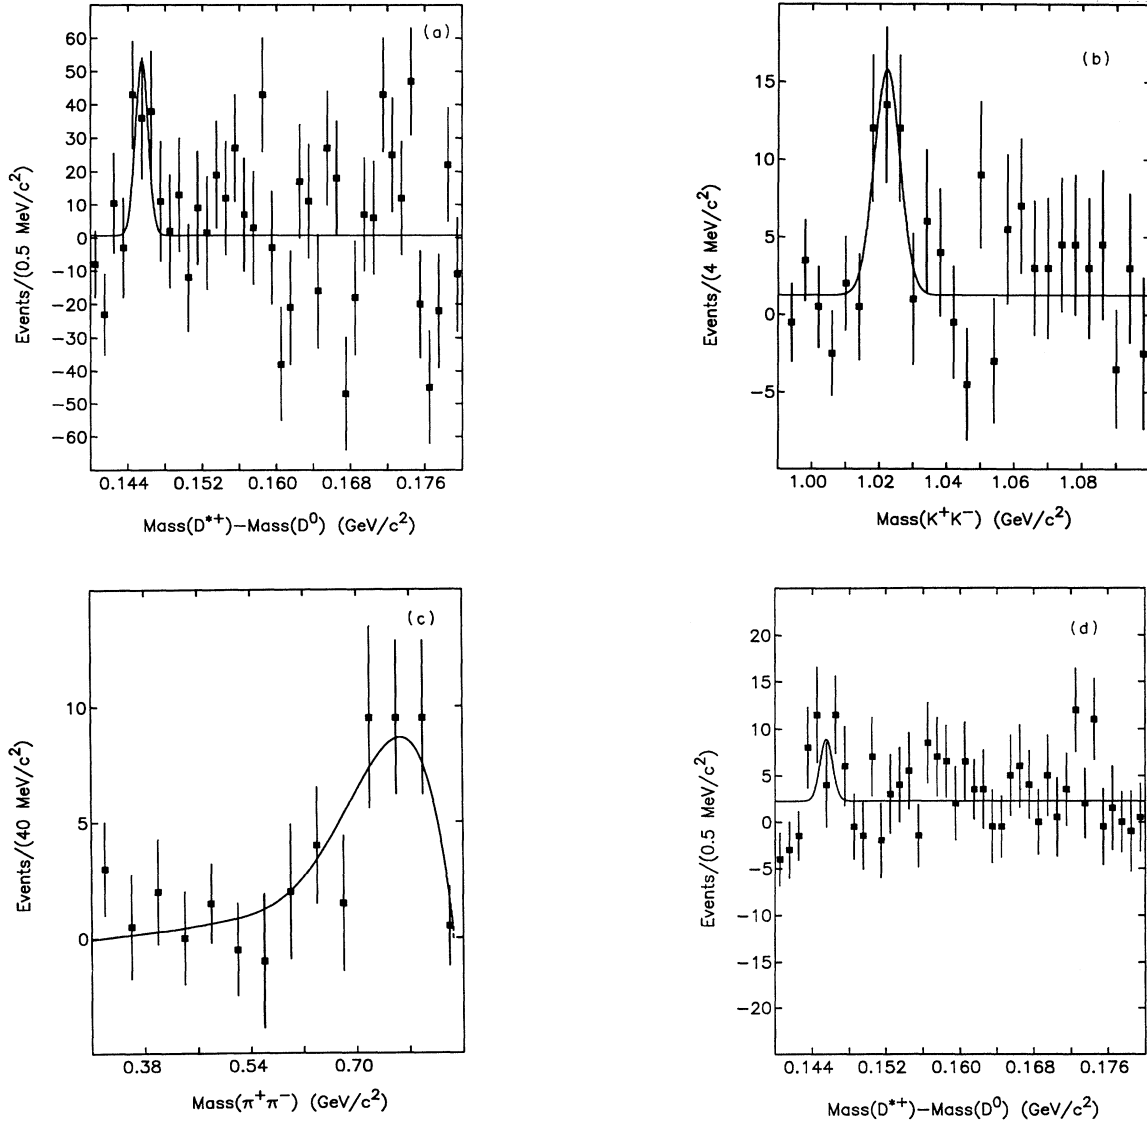 (a)
Events/(0.5 MeV/c²)
60
50
40
30
20
10
0
−10
−20
−30
−40
−50
−60
0.144 0.152 0.160 0.168 0.176
Mass(D*+)−Mass(D⁰) (GeV/c²)
(b)
Events/(4 MeV/c²)
15
10
5
0
−5
1.00 1.02 1.04 1.06 1.08
Mass(K⁺K⁻) (GeV/c²)
(c)
Events/(40 MeV/c²)
10
5
0
0.38 0.54 0.70
Mass(π⁺π⁻) (GeV/c²)
(d)
Events/(0.5 MeV/c²)
20
15
10
5
0
−5
−10
−15
−20
0.144 0.152 0.160 0.168 0.176
Mass(D*+)−Mass(D⁰) (GeV/c²)